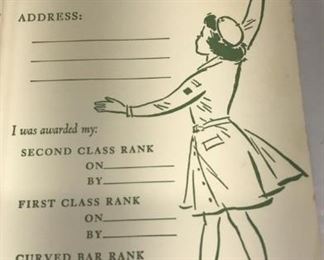 ADDRESS:
I was awarded my:
SECOND CLASS RANK
ON
BY
FIRST CLASS RANK
ON
BY
CURVED BAR RANK